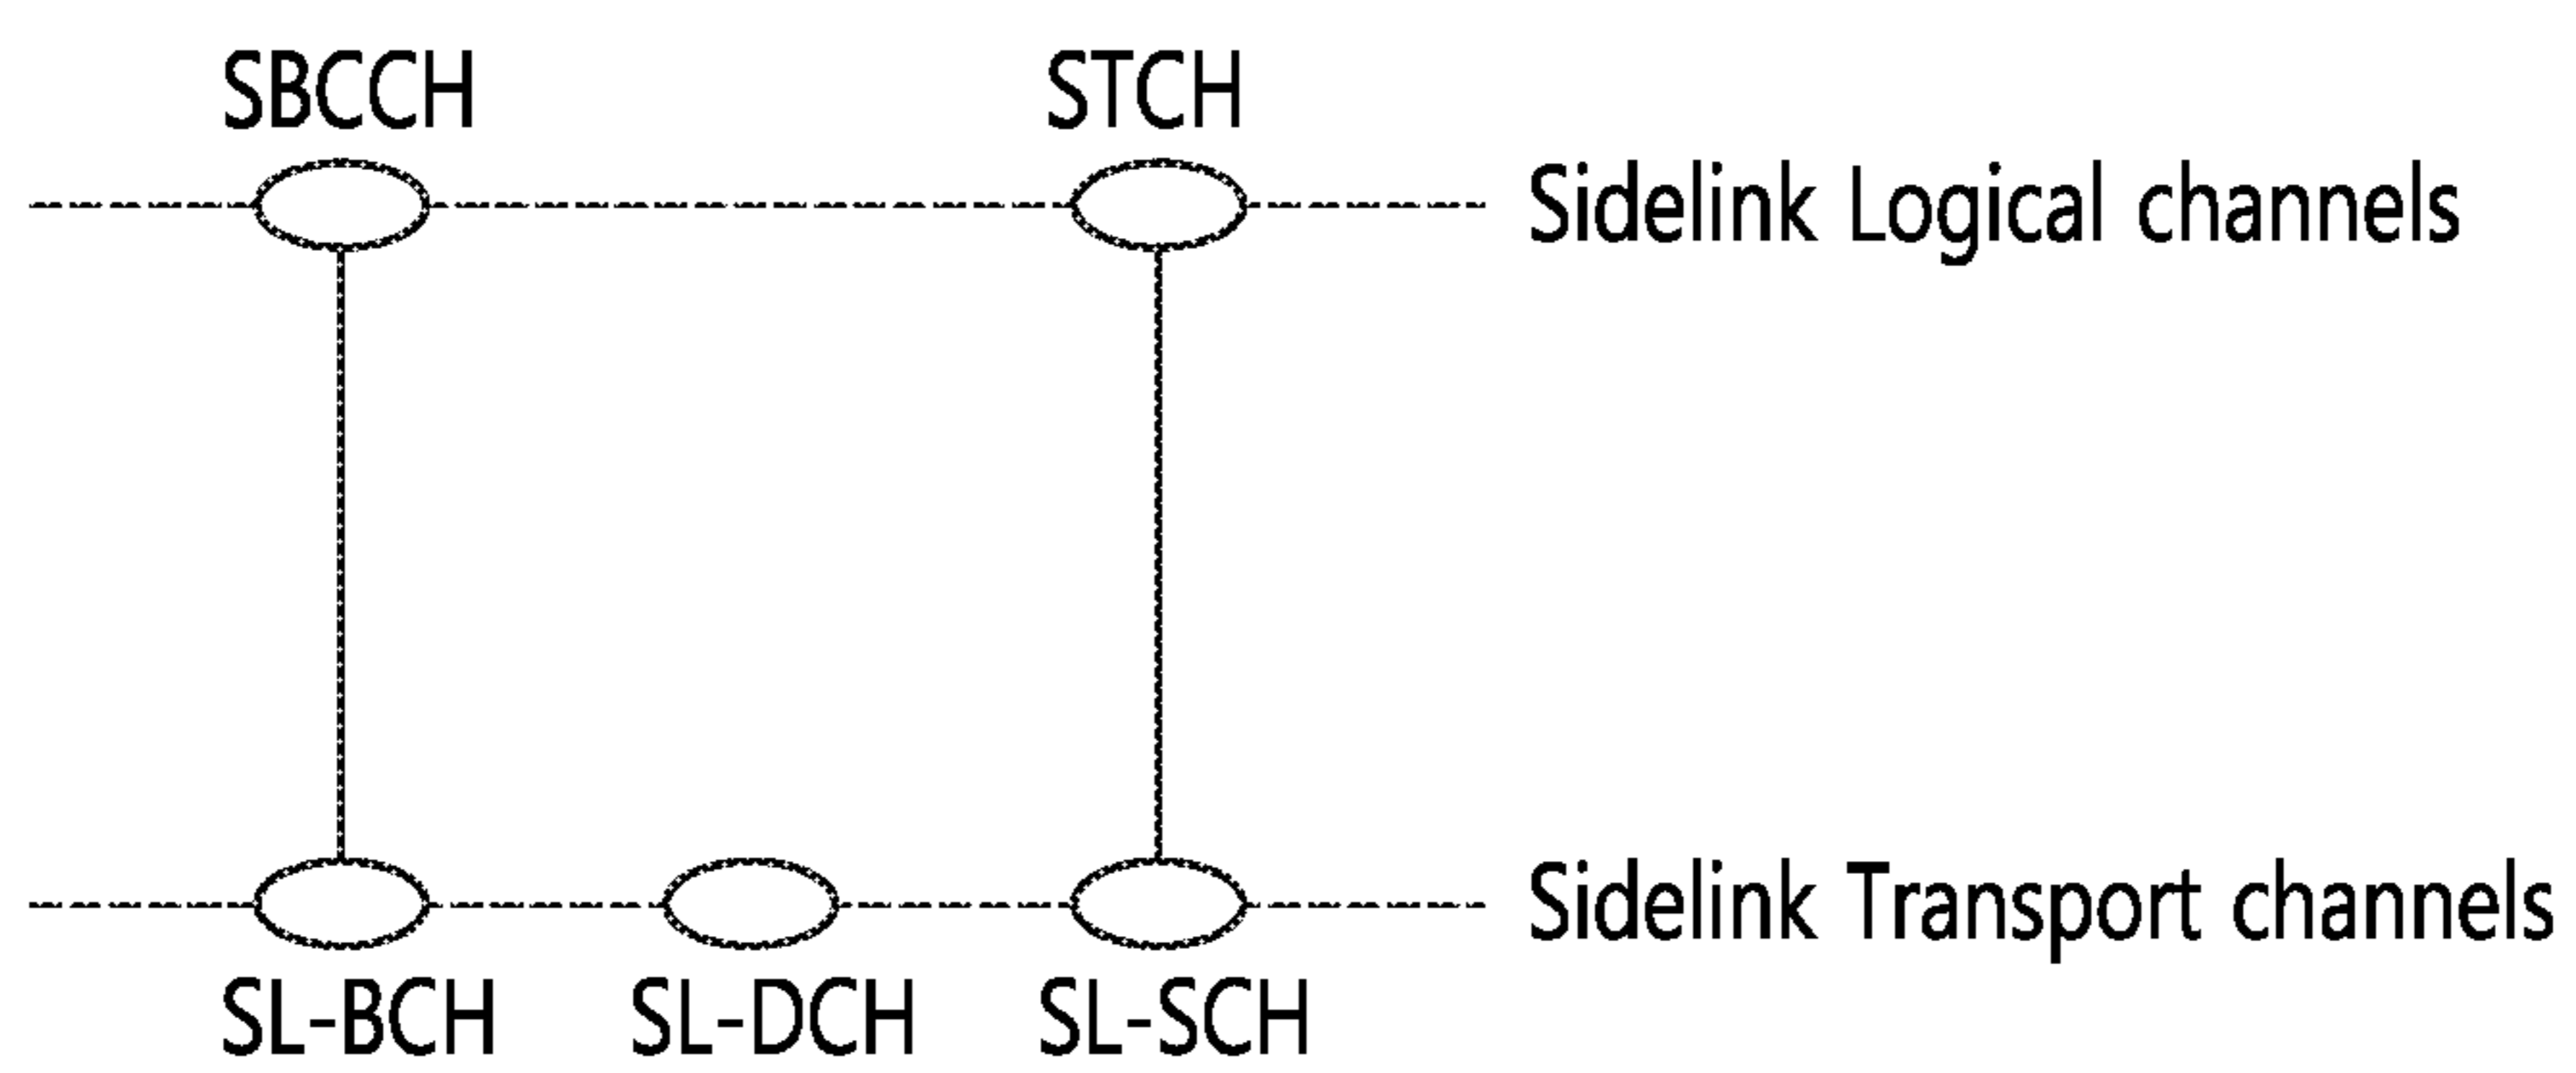 SBCCH
STCH
Sidelink Logical channels
Sidelink Transport channels
SL-BCH
SL-DCH
SL-SCH